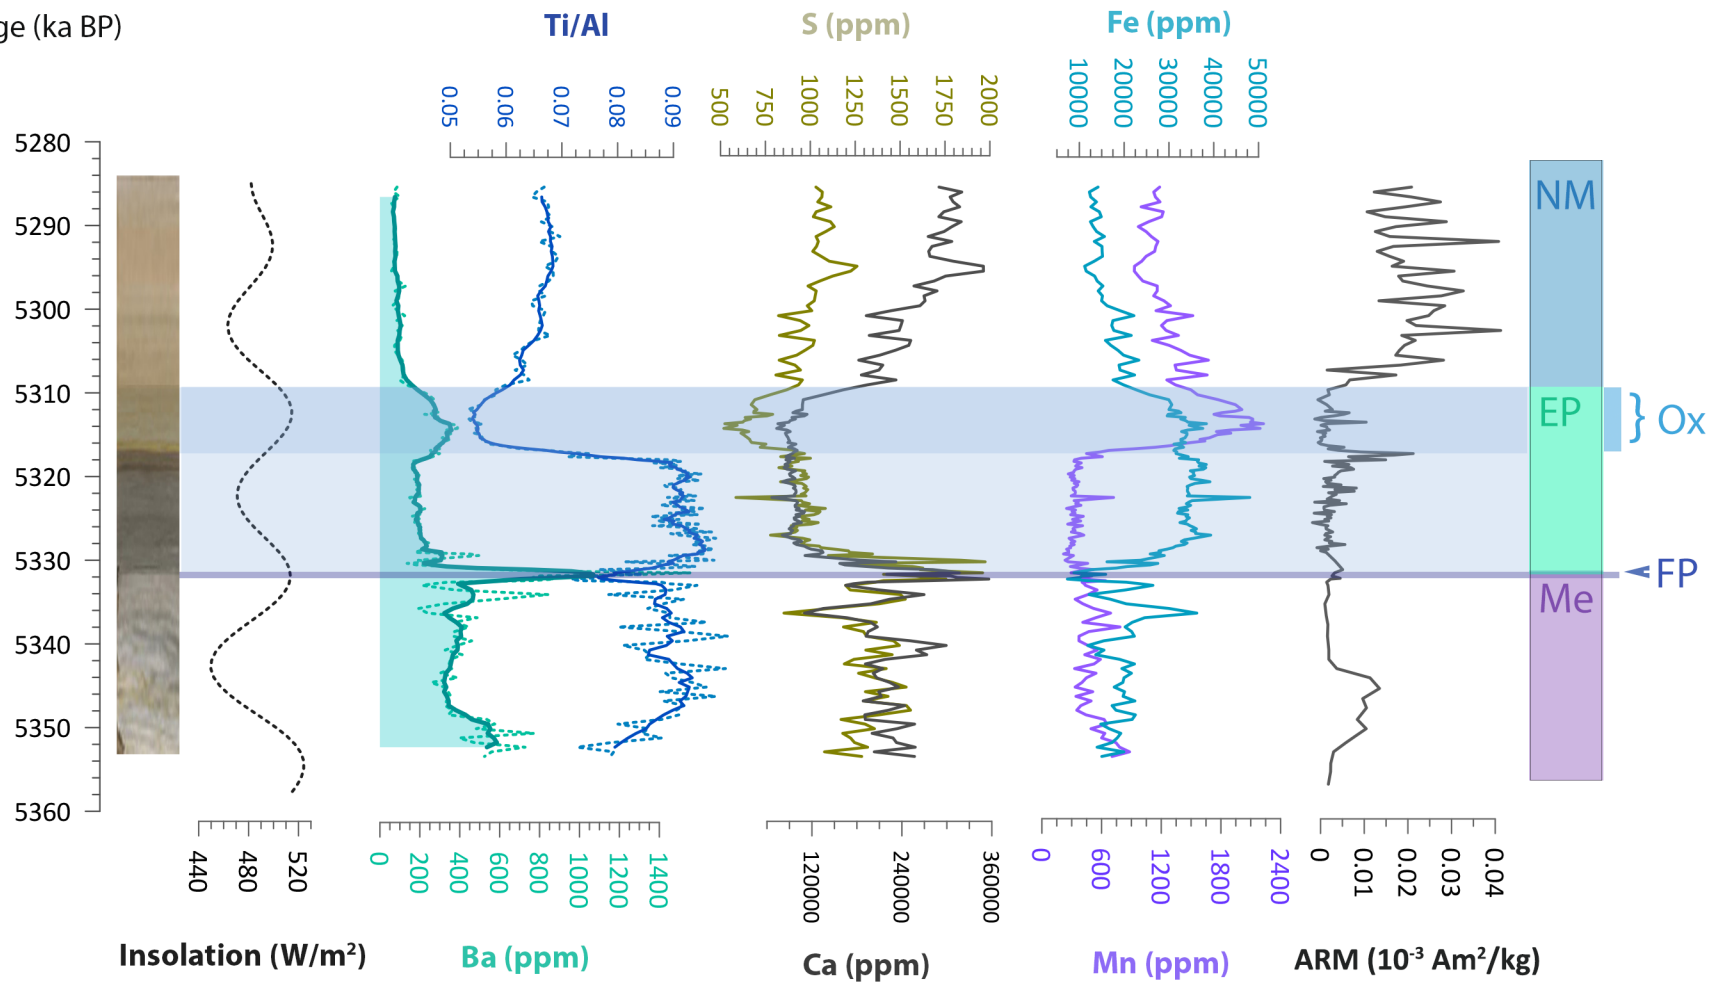 ge (ka BP)
Ti/Al
S (ppm)
Fe (ppm)
0.05 0.06 0.07 0.08 0.09
500 750 1000 1250 1500 1750 2000
10000 20000 30000 40000 50000
5280
5290
5300
5310
5320
5330
5340
5350
5360
NM
EP
} Ox
FP
Me
440 480 520
0 200 400 600 800 1000 1200 1400
120000 240000 360000
0 600 1200 1800 2400
0 0.01 0.02 0.03 0.04
Insolation (W/m²)
Ba (ppm)
Ca (ppm)
Mn (ppm)
ARM (10⁻³ Am²/kg)